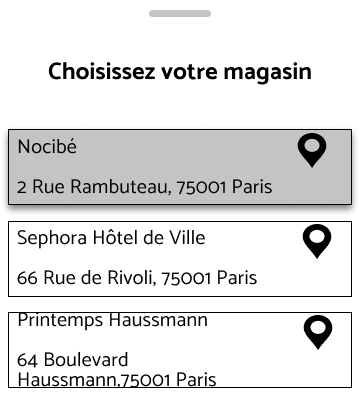 Choisissez votre magasin
Nocibé
2 Rue Rambuteau, 75001 Paris
Sephora Hôtel de Ville
66 Rue de Rivoli, 75001 Paris
Printemps Haussmann
64 Boulevard
Haussmann,75001 Paris